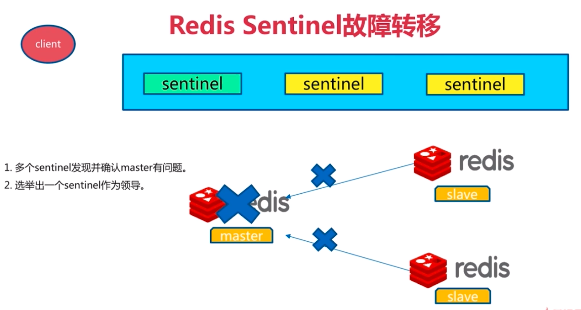 Redis Sentinel故障转移
client
sentinel
sentinel
sentinel
1. 多个sentinel发现并确认master有问题。
2. 选举出一个sentinel作为领导。
redis
slave
edis
master
redis
slave